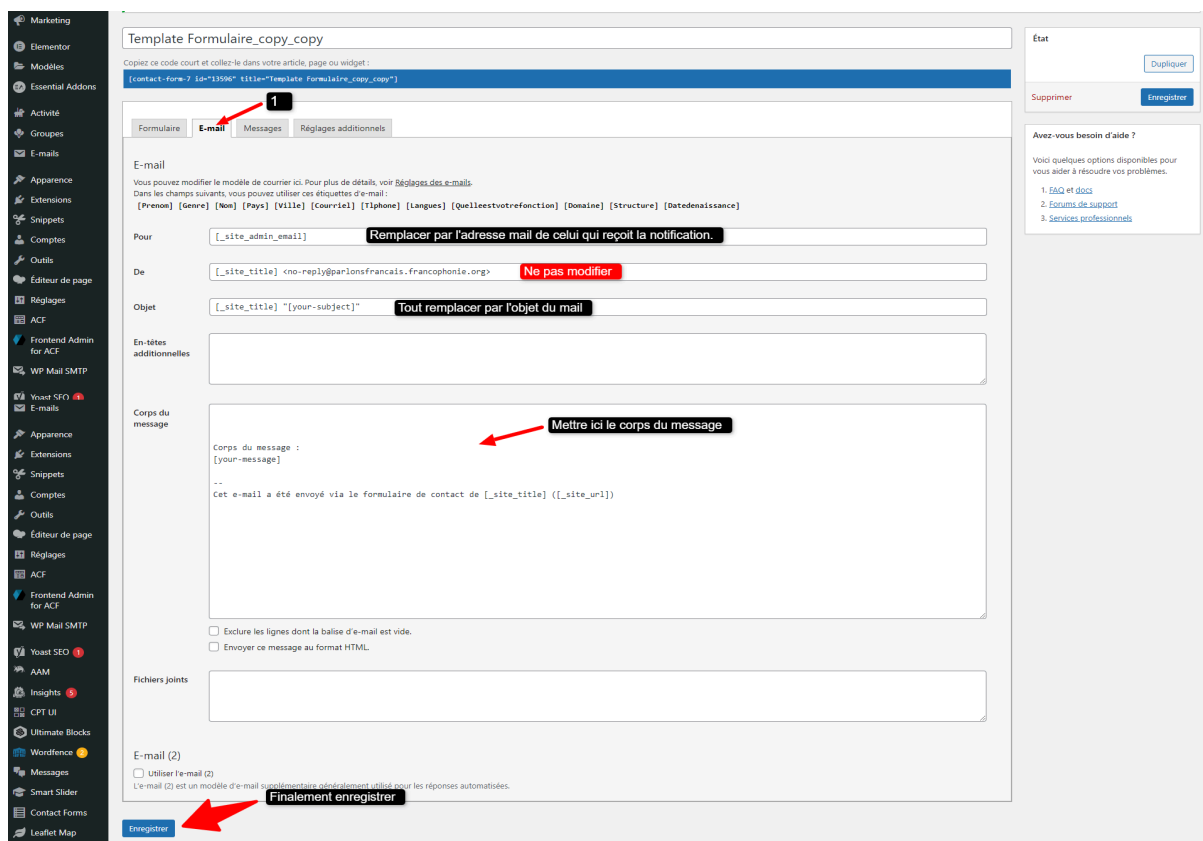 Marketing
Elementor
Modèles
Essential Addons
Activité
Groupes
E-mails
Apparence
Extensions
Snippets
Comptes
Outils
Éditeur de page
Réglages
ACF
Frontend Admin
for ACF
WP Mail SMTP
Yoast SEO 1
E-mails
Apparence
Extensions
Snippets
Comptes
Outils
Éditeur de page
Réglages
ACF
Frontend Admin
for ACF
WP Mail SMTP
Yoast SEO 1
AAM
Insights 5
CPT UI
Ultimate Blocks
Wordfence 2
Messages
Smart Slider
Contact Forms
Leaflet Map
Template Formulaire_copy_copy
Copiez ce code court et collez-le dans votre article, page ou widget :
[contact-form-7 id="13596" title="Template Formulaire_copy_copy"]
1
Formulaire E-mail Messages Réglages additionnels
E-mail
Vous pouvez modifier le modèle de courrier ici. Pour plus de détails, voir Réglages des e-mails.
Dans les champs suivants, vous pouvez utiliser ces étiquettes d'e-mail :
[Prenom] [Genre] [Nom] [Pays] [Ville] [Courriel] [Tlphone] [Langues] [Quelleestvotrefonction] [Domaine] [Structure] [Datedenaissance]
Pour [_site_admin_email] Remplacer par l'adresse mail de celui qui reçoit la notification.
De [_site_title] <no-reply@parlonsfrancais.francophonie.org> Ne pas modifier
Objet [_site_title] "[your-subject]" Tout remplacer par l'objet du mail
En-têtes
additionnelles
Corps du
message
Mettre ici le corps du message
Corps du message :
[your-message]
--
Cet e-mail a été envoyé via le formulaire de contact de [_site_title] ([_site_url])
Exclure les lignes dont la balise d'e-mail est vide.
Envoyer ce message au format HTML.
Fichiers joints
E-mail (2)
Utiliser l'e-mail (2)
L'e-mail (2) est un modèle d'e-mail supplémentaire généralement utilisé pour les réponses automatisées.
Finalement enregistrer
Enregistrer
État
Dupliquer
Supprimer Enregistrer
Avez-vous besoin d'aide ?
Voici quelques options disponibles pour
vous aider à résoudre vos problèmes.
1. FAQ et docs
2. Forums de support
3. Services professionnels